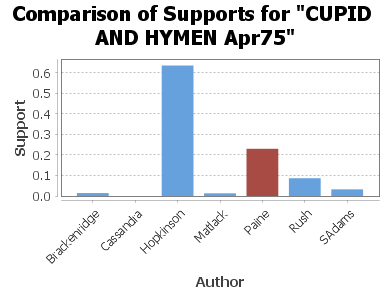 Comparison of Supports for "CUPID
AND HYMEN Apr75"
Support
0.6
0.5
0.4
0.3
0.2
0.1
0.0
Brackenridge
Cassandra
Hopkinson
Matlack
Paine
Rush
SAdams
Author